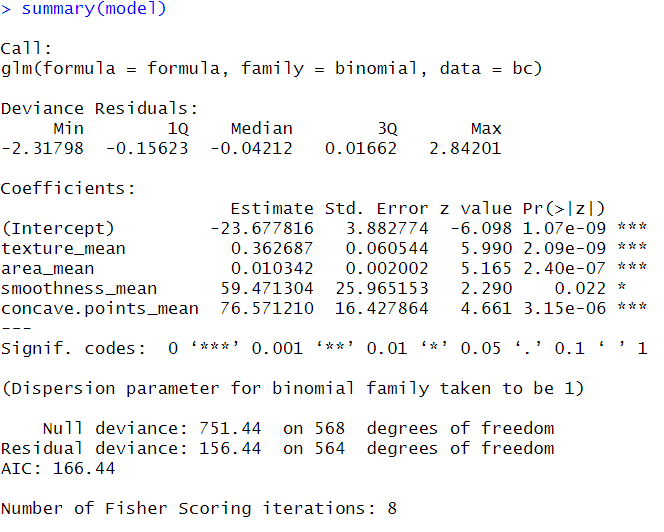 > summary(model)
Call:
glm(formula = formula, family = binomial, data = bc)
Deviance Residuals:
     Min       1Q   Median       3Q      Max
-2.31798  -0.15623  -0.04212   0.01662   2.84201
Coefficients:
                     Estimate Std. Error z value Pr(>|z|)
(Intercept)        -23.677816   3.882774  -6.098 1.07e-09 ***
texture_mean         0.362687   0.060544   5.990 2.09e-09 ***
area_mean            0.010342   0.002002   5.165 2.40e-07 ***
smoothness_mean     59.471304  25.965153   2.290    0.022 *
concave.points_mean 76.571210  16.427864   4.661 3.15e-06 ***
---
Signif. codes:  0 ‘***’ 0.001 ‘**’ 0.01 ‘*’ 0.05 ‘.’ 0.1 ‘ ’ 1
(Dispersion parameter for binomial family taken to be 1)
    Null deviance: 751.44  on 568  degrees of freedom
Residual deviance: 156.44  on 564  degrees of freedom
AIC: 166.44
Number of Fisher Scoring iterations: 8